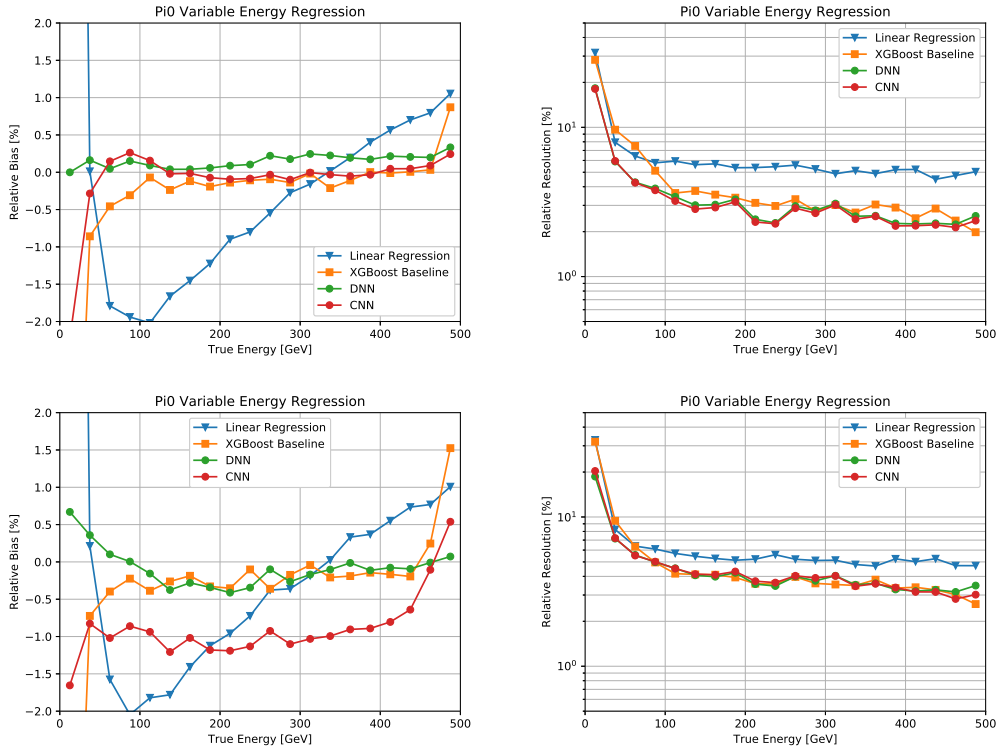 Pi0 Variable Energy Regression
2.0
1.5
1.0
0.5
0.0
−0.5
−1.0
−1.5
−2.0
Relative Bias [%]
Linear Regression
XGBoost Baseline
DNN
CNN
0 100 200 300 400 500
True Energy [GeV]
Pi0 Variable Energy Regression
Linear Regression
XGBoost Baseline
DNN
CNN
10¹
10⁰
Relative Resolution [%]
0 100 200 300 400 500
True Energy [GeV]
Pi0 Variable Energy Regression
2.0
1.5
1.0
0.5
0.0
−0.5
−1.0
−1.5
−2.0
Relative Bias [%]
Linear Regression
XGBoost Baseline
DNN
CNN
0 100 200 300 400 500
True Energy [GeV]
Pi0 Variable Energy Regression
Linear Regression
XGBoost Baseline
DNN
CNN
10¹
10⁰
Relative Resolution [%]
0 100 200 300 400 500
True Energy [GeV]